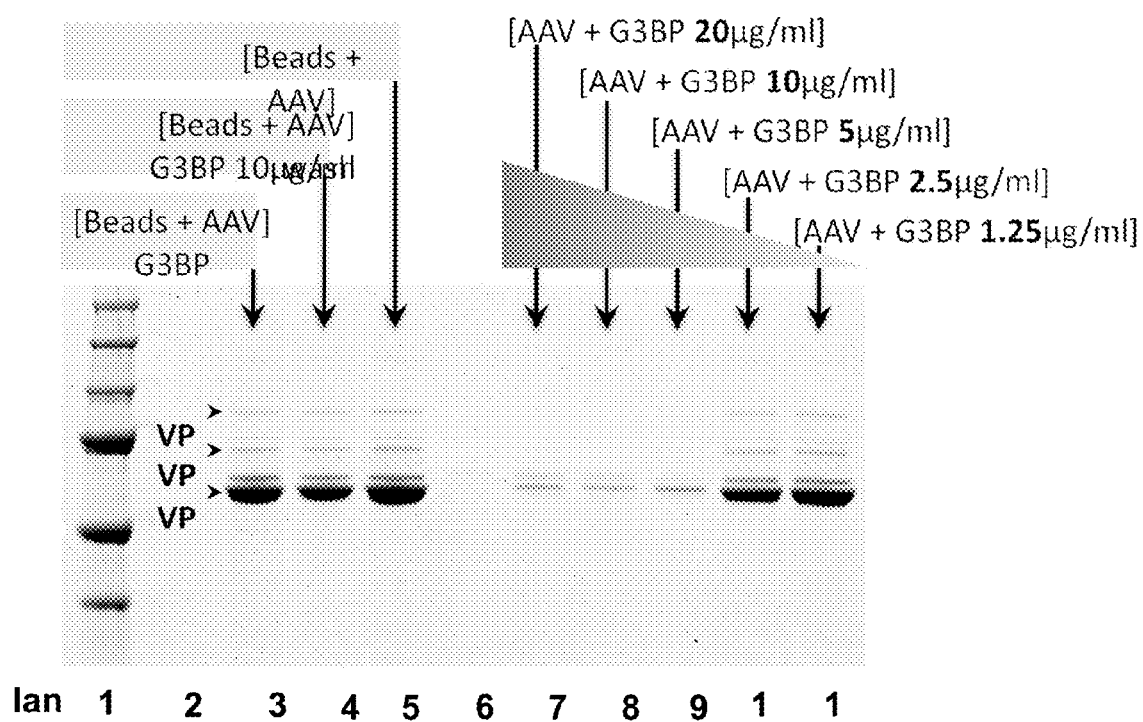 [Beads +
AAV]
[Beads + AAV]
G3BP 10µg/ml
[Beads + AAV]
G3BP
[AAV + G3BP 20µg/ml]
[AAV + G3BP 10µg/ml]
[AAV + G3BP 5µg/ml]
[AAV + G3BP 2.5µg/ml]
[AAV + G3BP 1.25µg/ml]
VP
VP
VP
lan 1 2 3 4 5 6 7 8 9 1 1